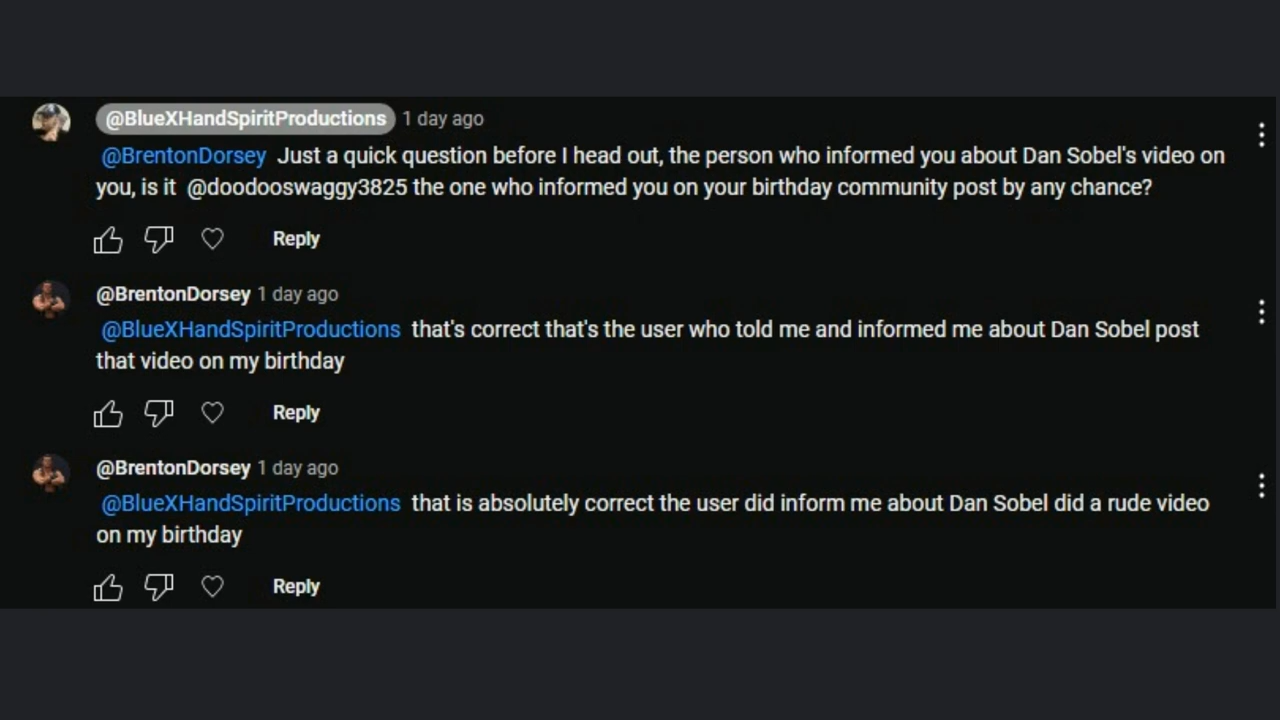 @BlueXHandSpiritProductions 1 day ago
@BrentonDorsey Just a quick question before I head out, the person who informed you about Dan Sobel's video on
you, is it @doodooswaggy3825 the one who informed you on your birthday community post by any chance?
Reply
@BrentonDorsey 1 day ago
@BlueXHandSpiritProductions that's correct that's the user who told me and informed me about Dan Sobel post
that video on my birthday
Reply
@BrentonDorsey 1 day ago
@BlueXHandSpiritProductions that is absolutely correct the user did inform me about Dan Sobel did a rude video
on my birthday
Reply